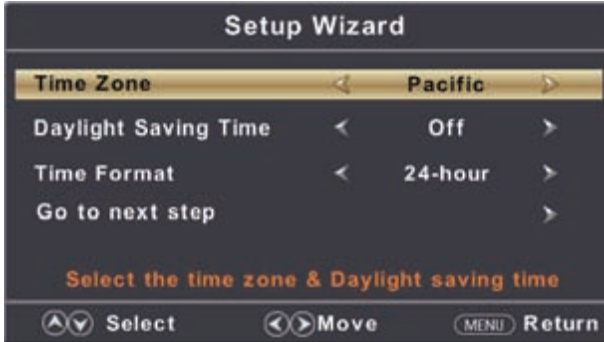 Setup Wizard
Time Zone Pacific
Daylight Saving Time Off
Time Format 24-hour
Go to next step
Select the time zone & Daylight saving time
Select Move MENU Return